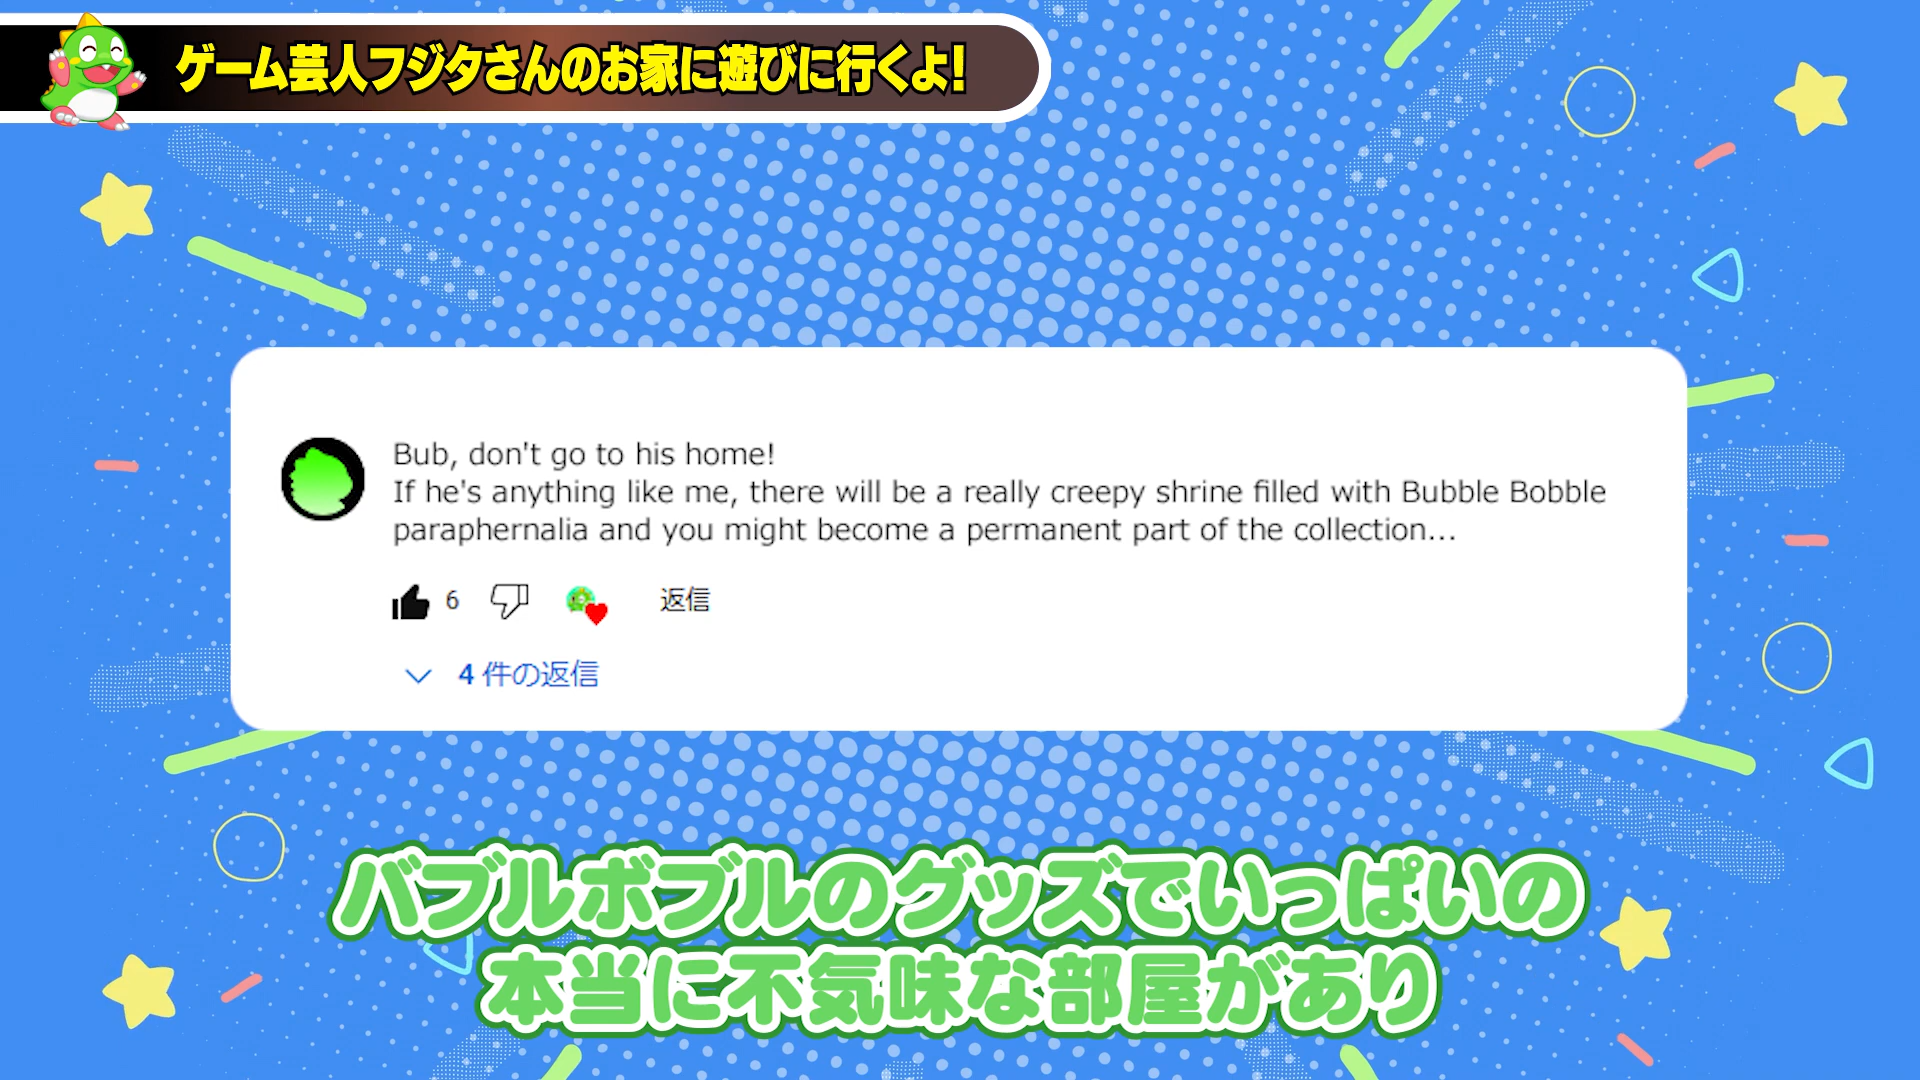 ゲーム芸人フジタさんのお家に遊びに行くよ!
Bub, don't go to his home!
If he's anything like me, there will be a really creepy shrine filled with Bubble Bobble
paraphernalia and you might become a permanent part of the collection...
6
返信
4 件の返信
バブルボブルのグッズでいっぱいの
本当に不気味な部屋があり